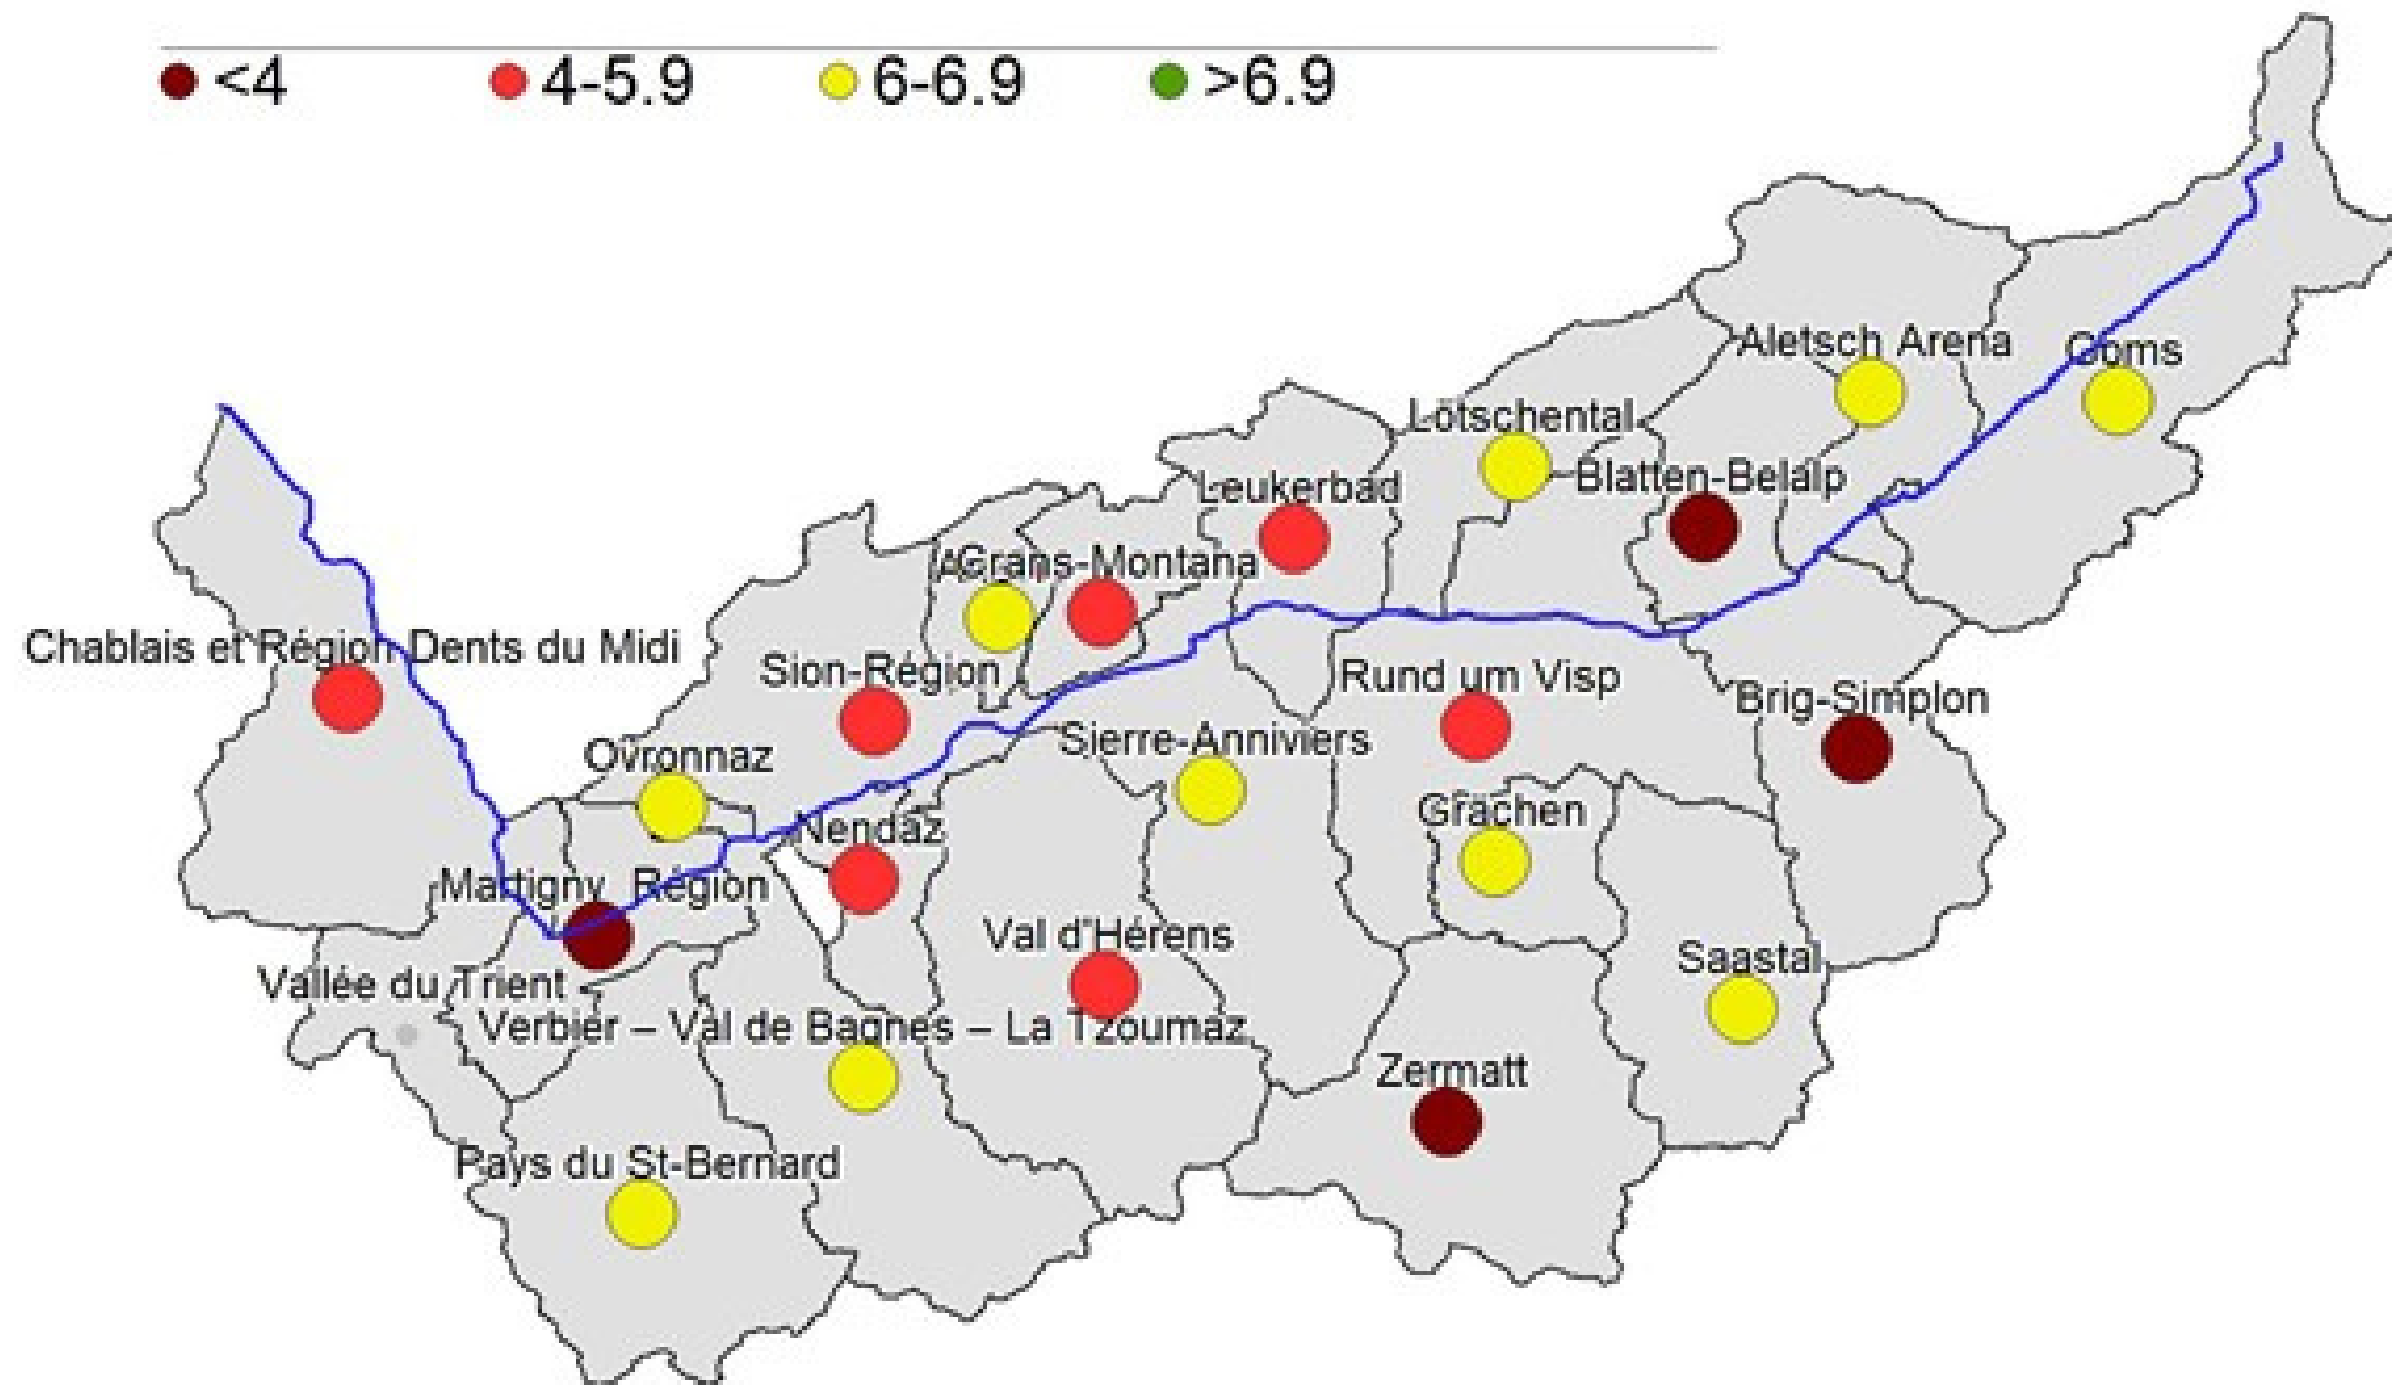 <4 4-5.9 6-6.9 >6.9
Aletsch Arena
Goms
Lötschental
Blatten-Belalp
Leukerbad
Crans-Montana
Chablais et Région Dents du Midi
Sion-Région
Rund um Visp
Brig-Simplon
Sierre-Anniviers
Ovronnaz
Grächen
Nendaz
Martigny Région
Val d'Hérens
Saastal
Vallée du Trient
Verbier – Val de Bagnes – La Tzoumaz
Zermatt
Pays du St-Bernard